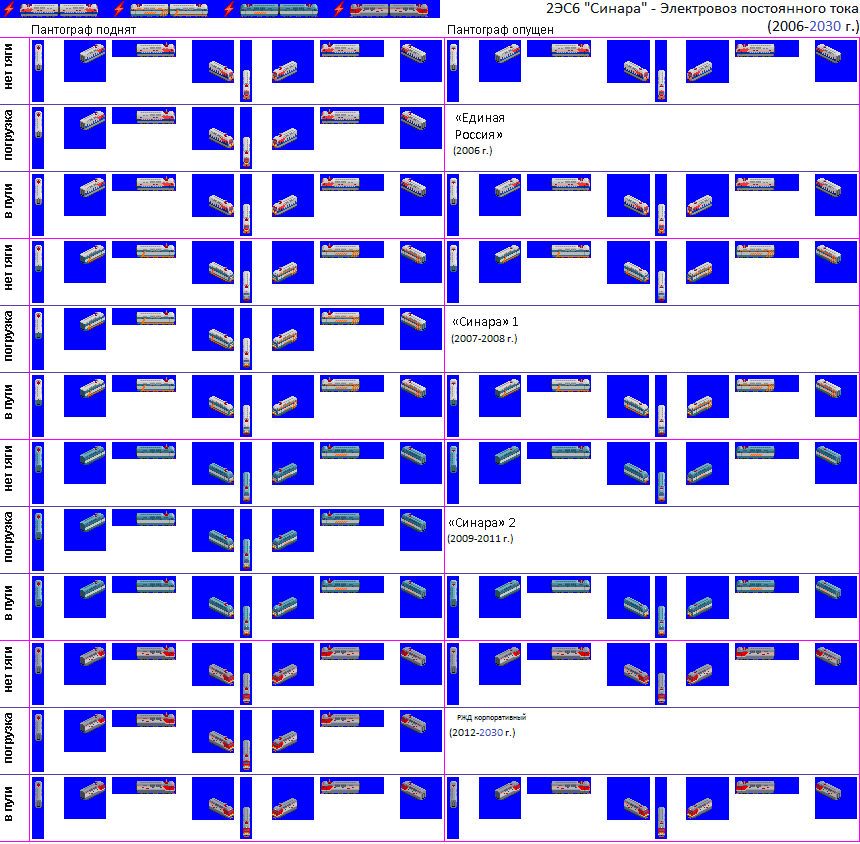 2ЭС6 "Синара" - Электровоз постоянного тока
(2006-2030 г.)
Пантограф поднят
Пантограф опущен
нет тяги
погрузка
«Единая
Россия»
(2006 г.)
в пути
нет тяги
погрузка
«Синара» 1
(2007-2008 г.)
в пути
нет тяги
погрузка
«Синара» 2
(2009-2011 г.)
в пути
нет тяги
погрузка
РЖД корпоративный
(2012-2030 г.)
в пути